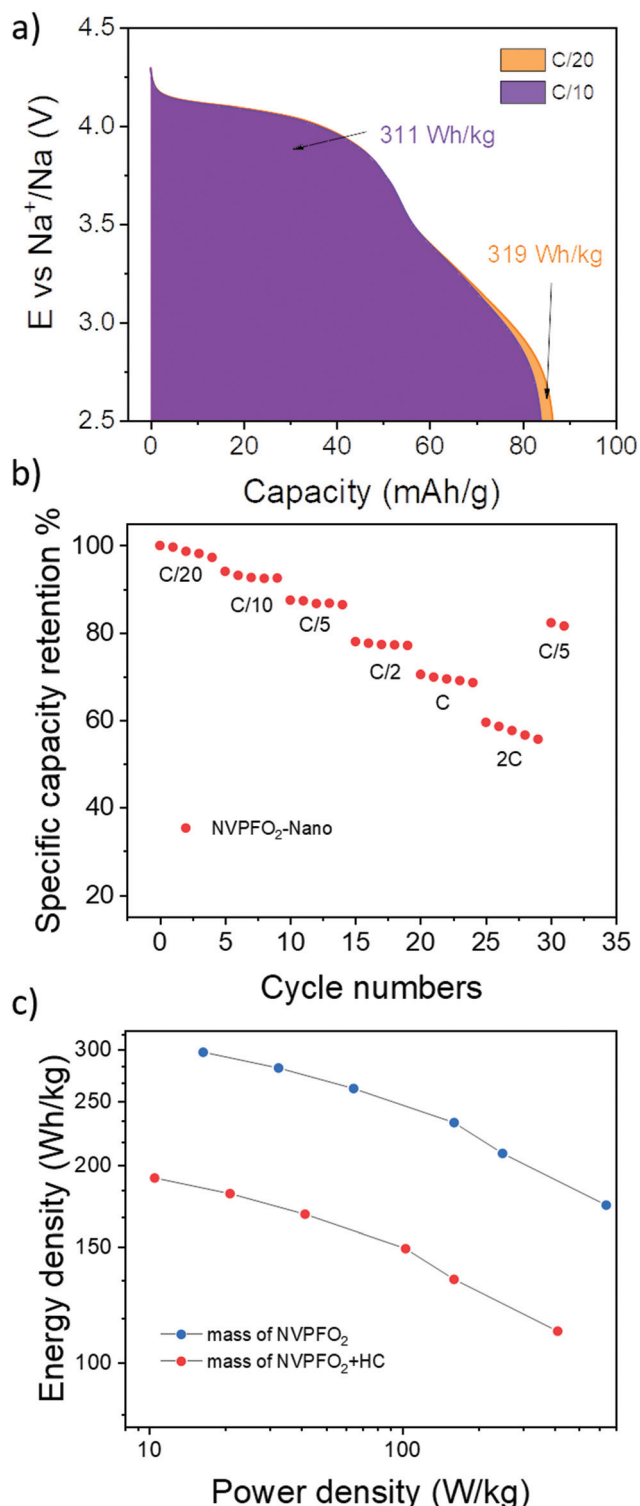 a)
4.5
4.0
3.5
3.0
2.5
E vs Na⁺/Na (V)
C/20
C/10
311 Wh/kg
319 Wh/kg
0
20
40
60
80
100
Capacity (mAh/g)
b)
100
80
60
40
20
Specific capacity retention %
C/20
C/10
C/5
C/2
C
2C
C/5
NVPFO₂-Nano
0
5
10
15
20
25
30
35
Cycle numbers
c)
300
250
200
150
100
Energy density (Wh/kg)
mass of NVPFO₂
mass of NVPFO₂+HC
10
100
Power density (W/kg)